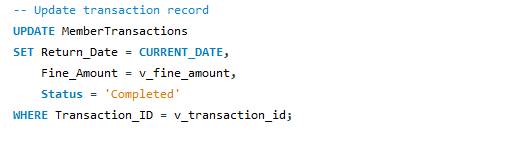 -- Update transaction record
UPDATE MemberTransactions
SET Return_Date = CURRENT_DATE,
    Fine_Amount = v_fine_amount,
    Status = 'Completed'
WHERE Transaction_ID = v_transaction_id;